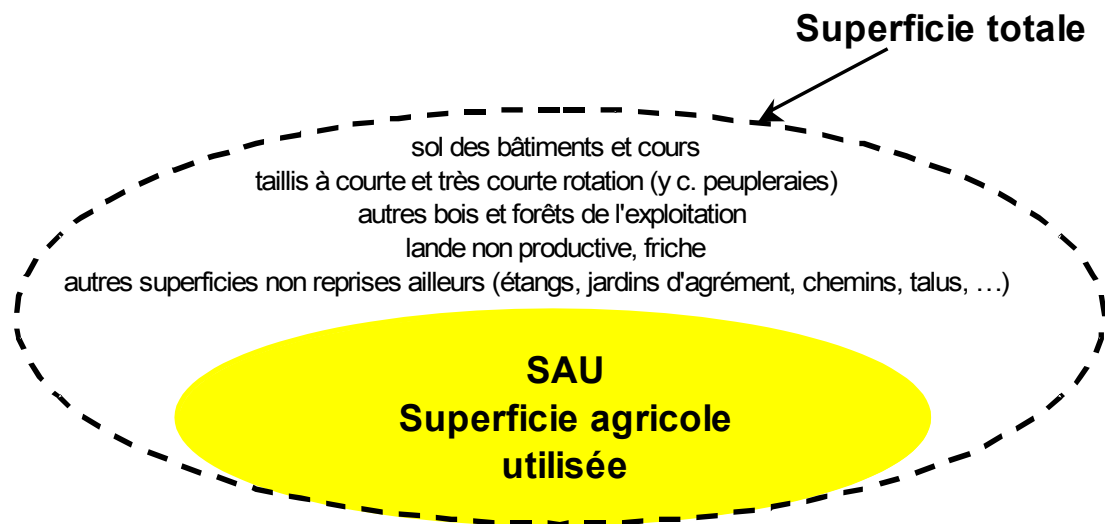 Superficie totale
sol des bâtiments et cours
taillis à courte et très courte rotation (y c. peupleraies)
autres bois et forêts de l'exploitation
lande non productive, friche
autres superficies non reprises ailleurs (étangs, jardins d'agrément, chemins, talus, …)
SAU
Superficie agricole
utilisée